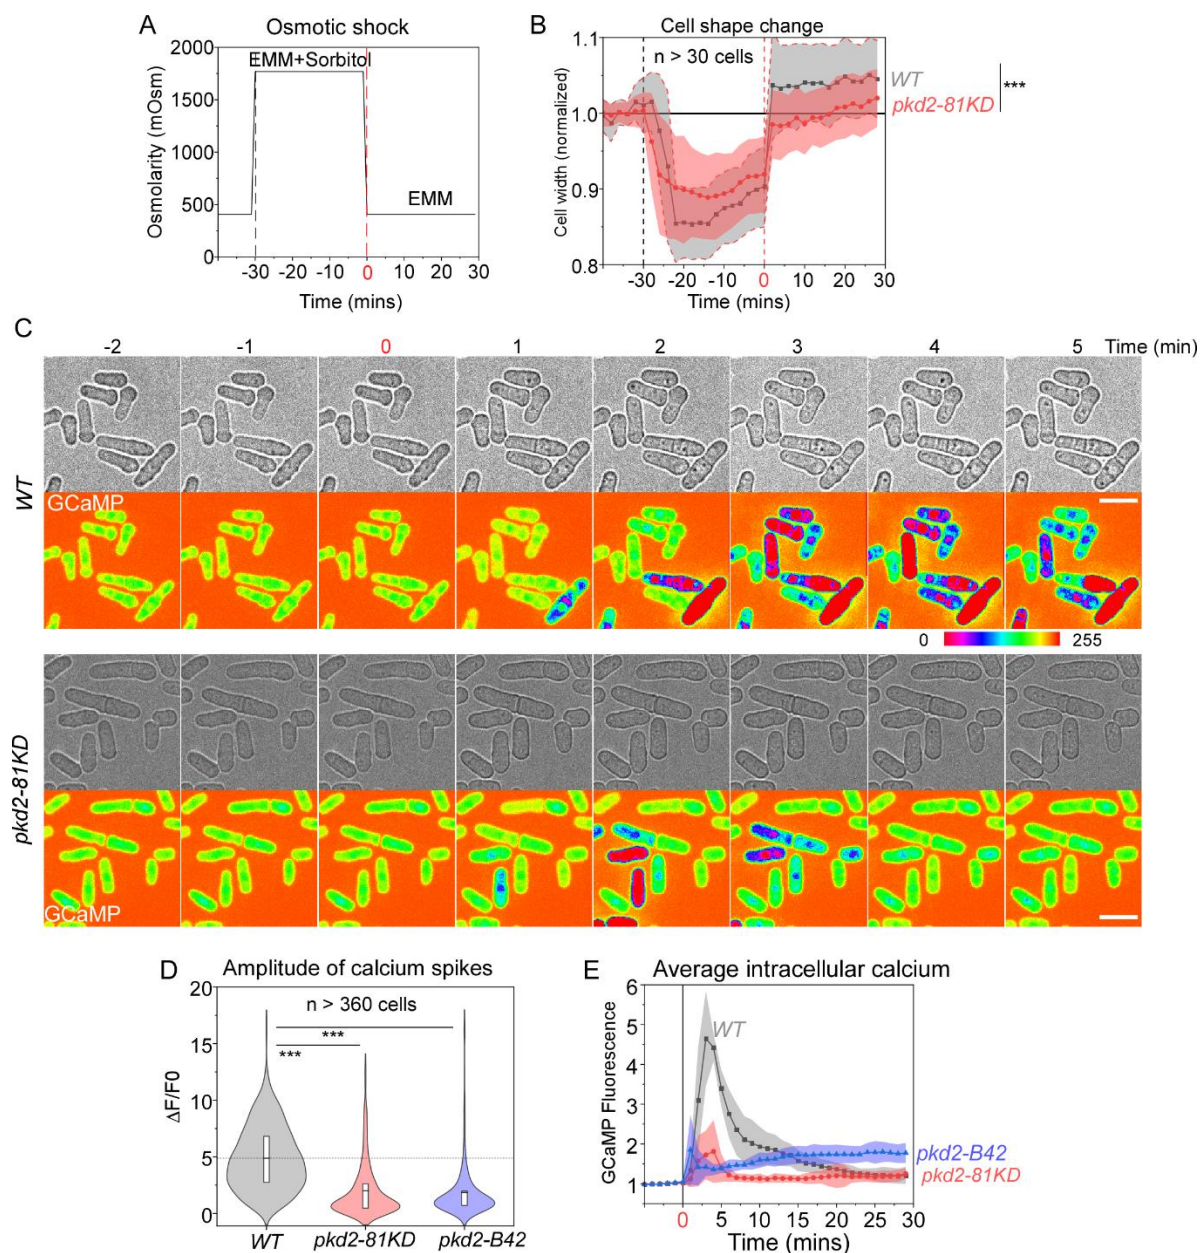 A
Osmotic shock
2000
1500
1000
500
0
EMM+Sorbitol
EMM
-30 -20 -10 0 10 20 30
Osmolarity (mOsm)
Time (mins)
B
Cell shape change
1.1
1.0
0.9
0.8
n > 30 cells
WT
***
pkd2-81KD
-30 -20 -10 0 10 20 30
Cell width (normalized)
Time (mins)
C
-2 -1 0 1 2 3 4 5 Time (min)
WT
GCaMP
0 255
pkd2-81KD
GCaMP
D
Amplitude of calcium spikes
n > 360 cells
20
15
10
5
0
***
***
ΔF/F0
WT pkd2-81KD pkd2-B42
E
Average intracellular calcium
6
5
4
3
2
1
WT
pkd2-B42
pkd2-81KD
GCaMP Fluorescence
0 5 10 15 20 25 30
Time (mins)